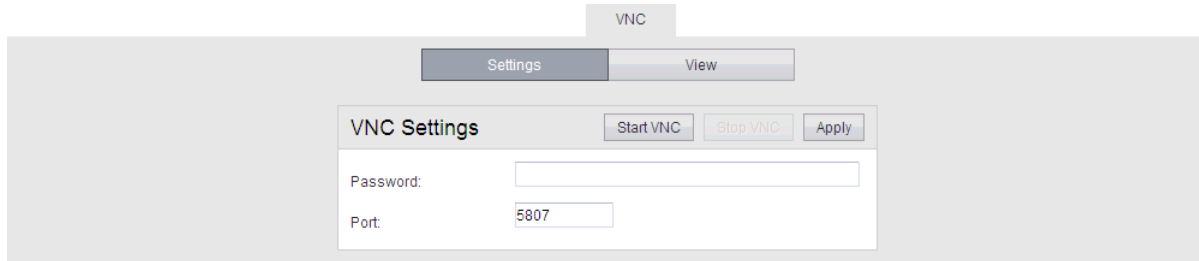 VNC
Settings View
VNC Settings Start VNC Stop VNC Apply
Password:
Port: 5807